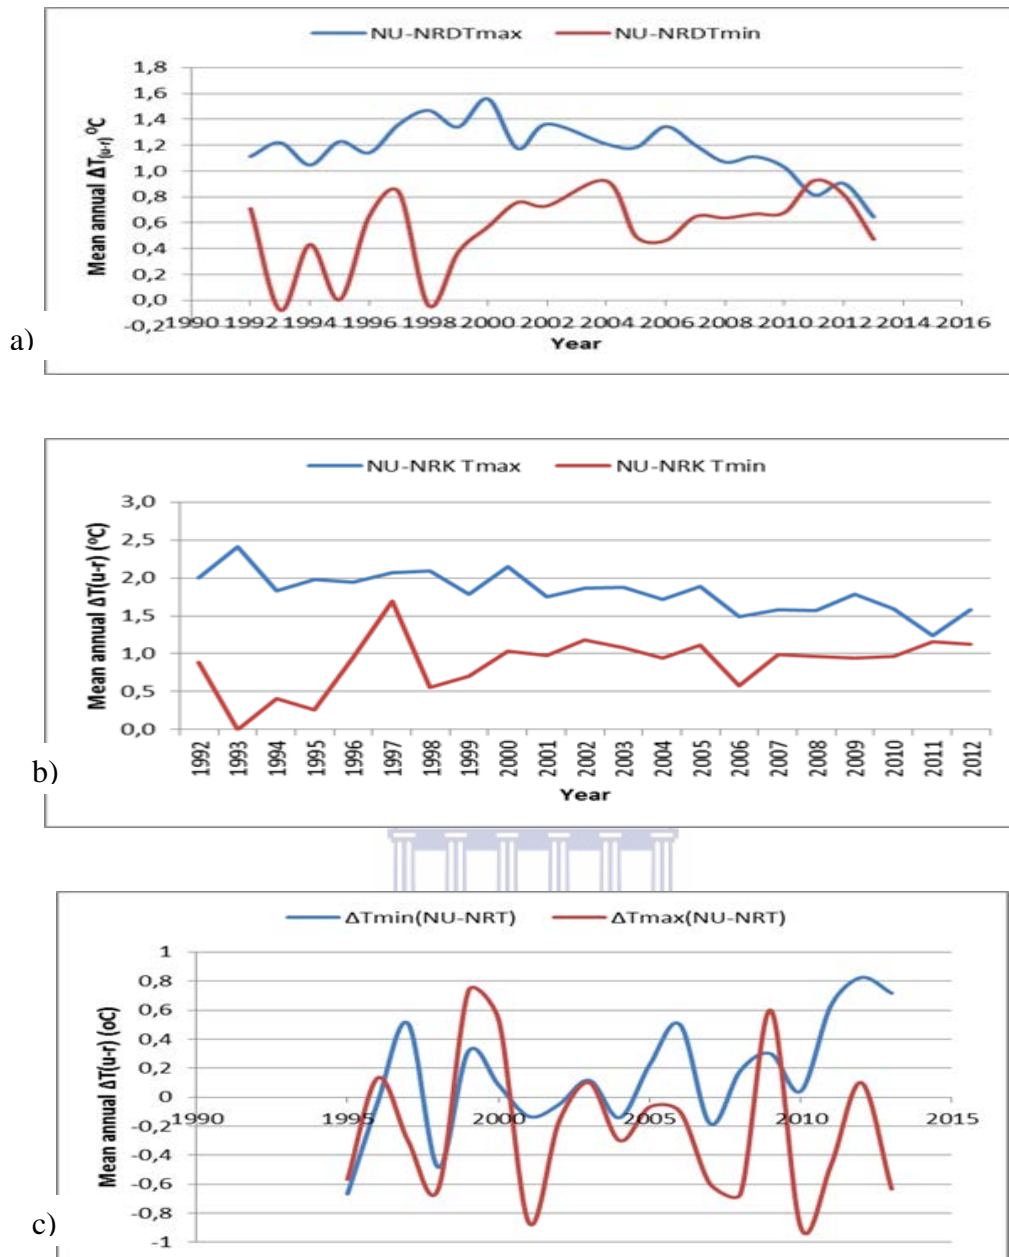 NU-NRDTmax NU-NRDTmin
Mean annual ΔT(u-r) ⁰C
1,8
1,6
1,4
1,2
1,0
0,8
0,6
0,4
0,2
0,0
-0,2
1990 1992 1994 1996 1998 2000 2002 2004 2006 2008 2010 2012 2014 2016
Year
a)
NU-NRK Tmax NU-NRK Tmin
Mean annual ΔT(u-r) (⁰C)
3,0
2,5
2,0
1,5
1,0
0,5
0,0
1992 1993 1994 1995 1996 1997 1998 1999 2000 2001 2002 2003 2004 2005 2006 2007 2008 2009 2010 2011 2012
Year
b)
ΔTmin(NU-NRT) ΔTmax(NU-NRT)
Mean annual ΔT(u-r) (oC)
1
0,8
0,6
0,4
0,2
0
-0,2
-0,4
-0,6
-0,8
-1
1990 1995 2000 2005 2010 2015
c)